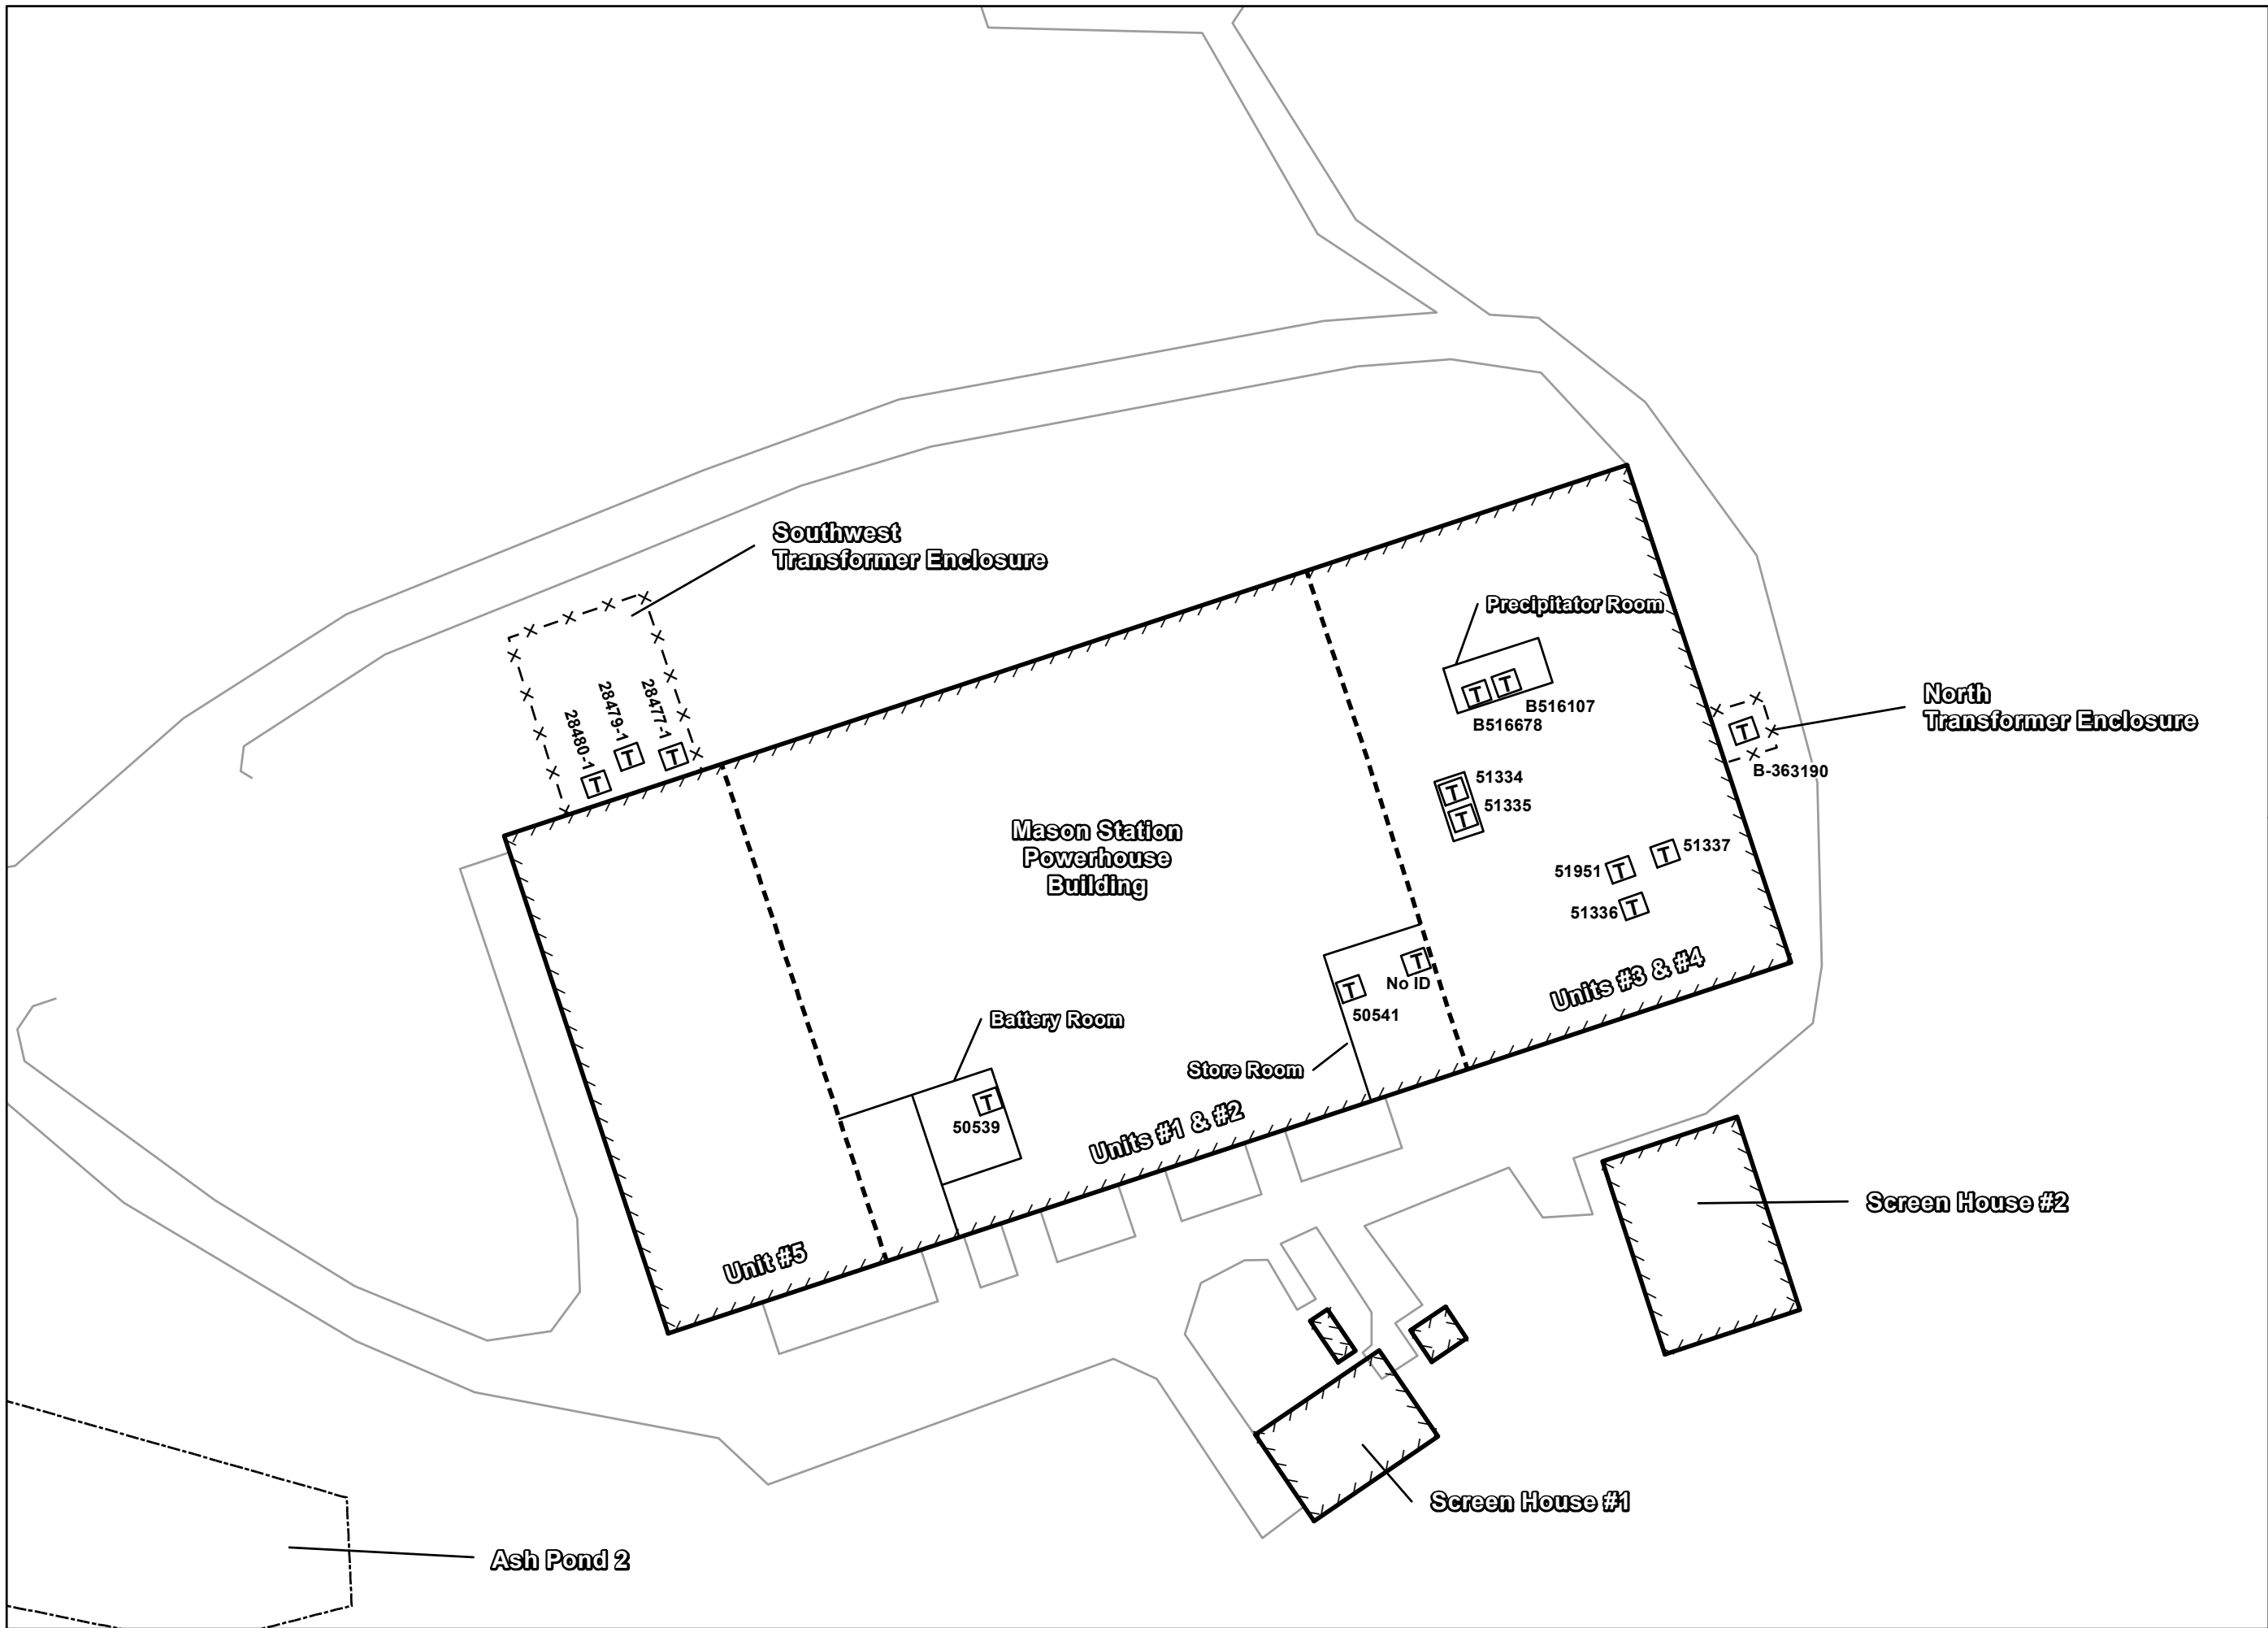 Southwest
Transformer Enclosure
Precipitator Room
T
T
B516107
B516678
North
Transformer Enclosure
T
B-363190
28480-1
28479-1
28477-1
T
T
T
Mason Station
Powerhouse
Building
T
51334
T
51335
51951
T
T
51337
51336
T
Units #3 & #4
T
No ID
T
50541
Store Room
Battery Room
T
50539
Units #1 & #2
Unit #5
Screen House #2
Screen House #1
Ash Pond 2